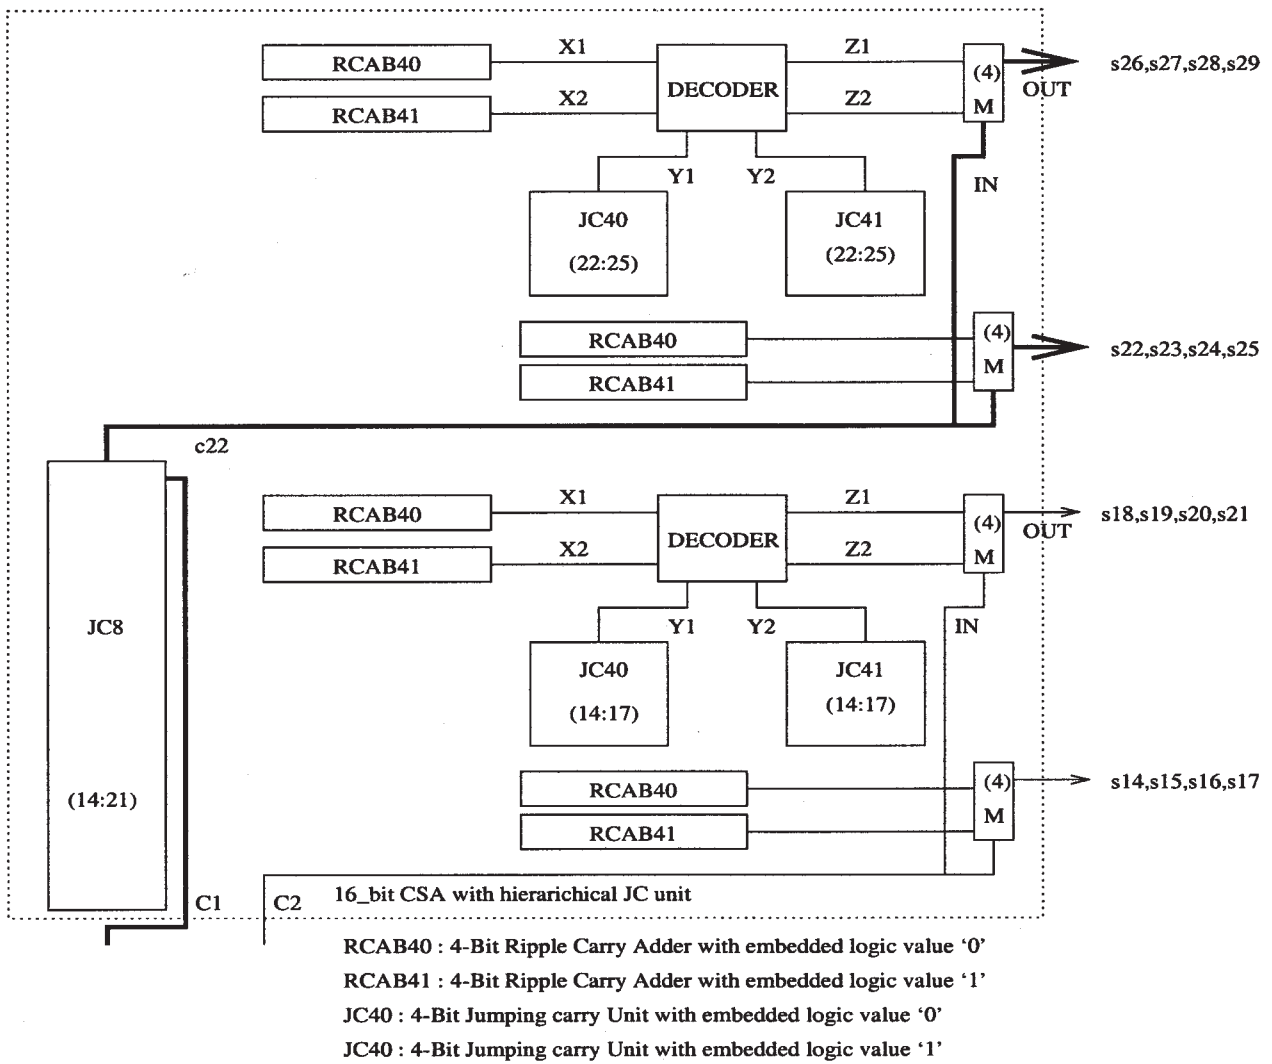 X1
Z1
RCAB40
DECODER
(4)
s26,s27,s28,s29
OUT
RCAB41
X2
Z2
M
Y1
Y2
IN
JC40
(22:25)
JC41
(22:25)
RCAB40
(4)
s22,s23,s24,s25
RCAB41
M
c22
X1
Z1
RCAB40
DECODER
(4)
s18,s19,s20,s21
OUT
RCAB41
X2
Z2
M
JC8
Y1
Y2
IN
JC40
(14:17)
JC41
(14:17)
(14:21)
RCAB40
(4)
s14,s15,s16,s17
RCAB41
M
C1
C2
16_bit CSA with hierarichical JC unit
RCAB40 : 4-Bit Ripple Carry Adder with embedded logic value ‘0’
RCAB41 : 4-Bit Ripple Carry Adder with embedded logic value ‘1’
JC40 : 4-Bit Jumping carry Unit with embedded logic value ‘0’
JC40 : 4-Bit Jumping carry Unit with embedded logic value ‘1’